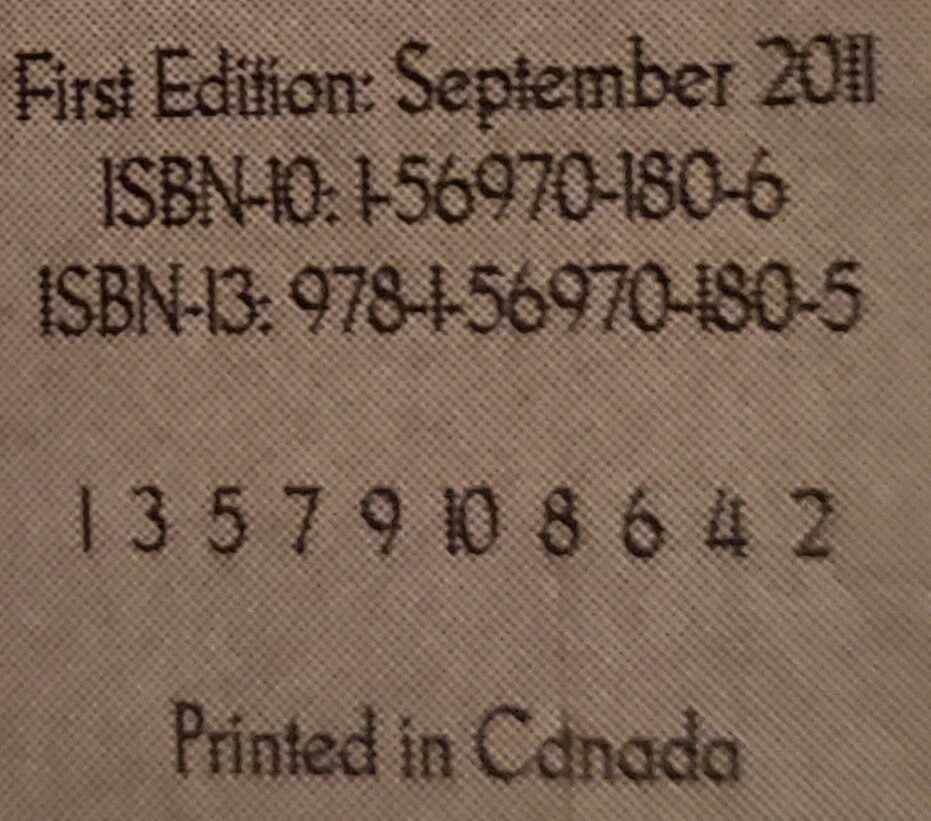 First Edition: September 2011
ISBN-10: 1-56970-180-6
ISBN-13: 978-1-56970-180-5
1 3 5 7 9 10 8 6 4 2
Printed in Canada